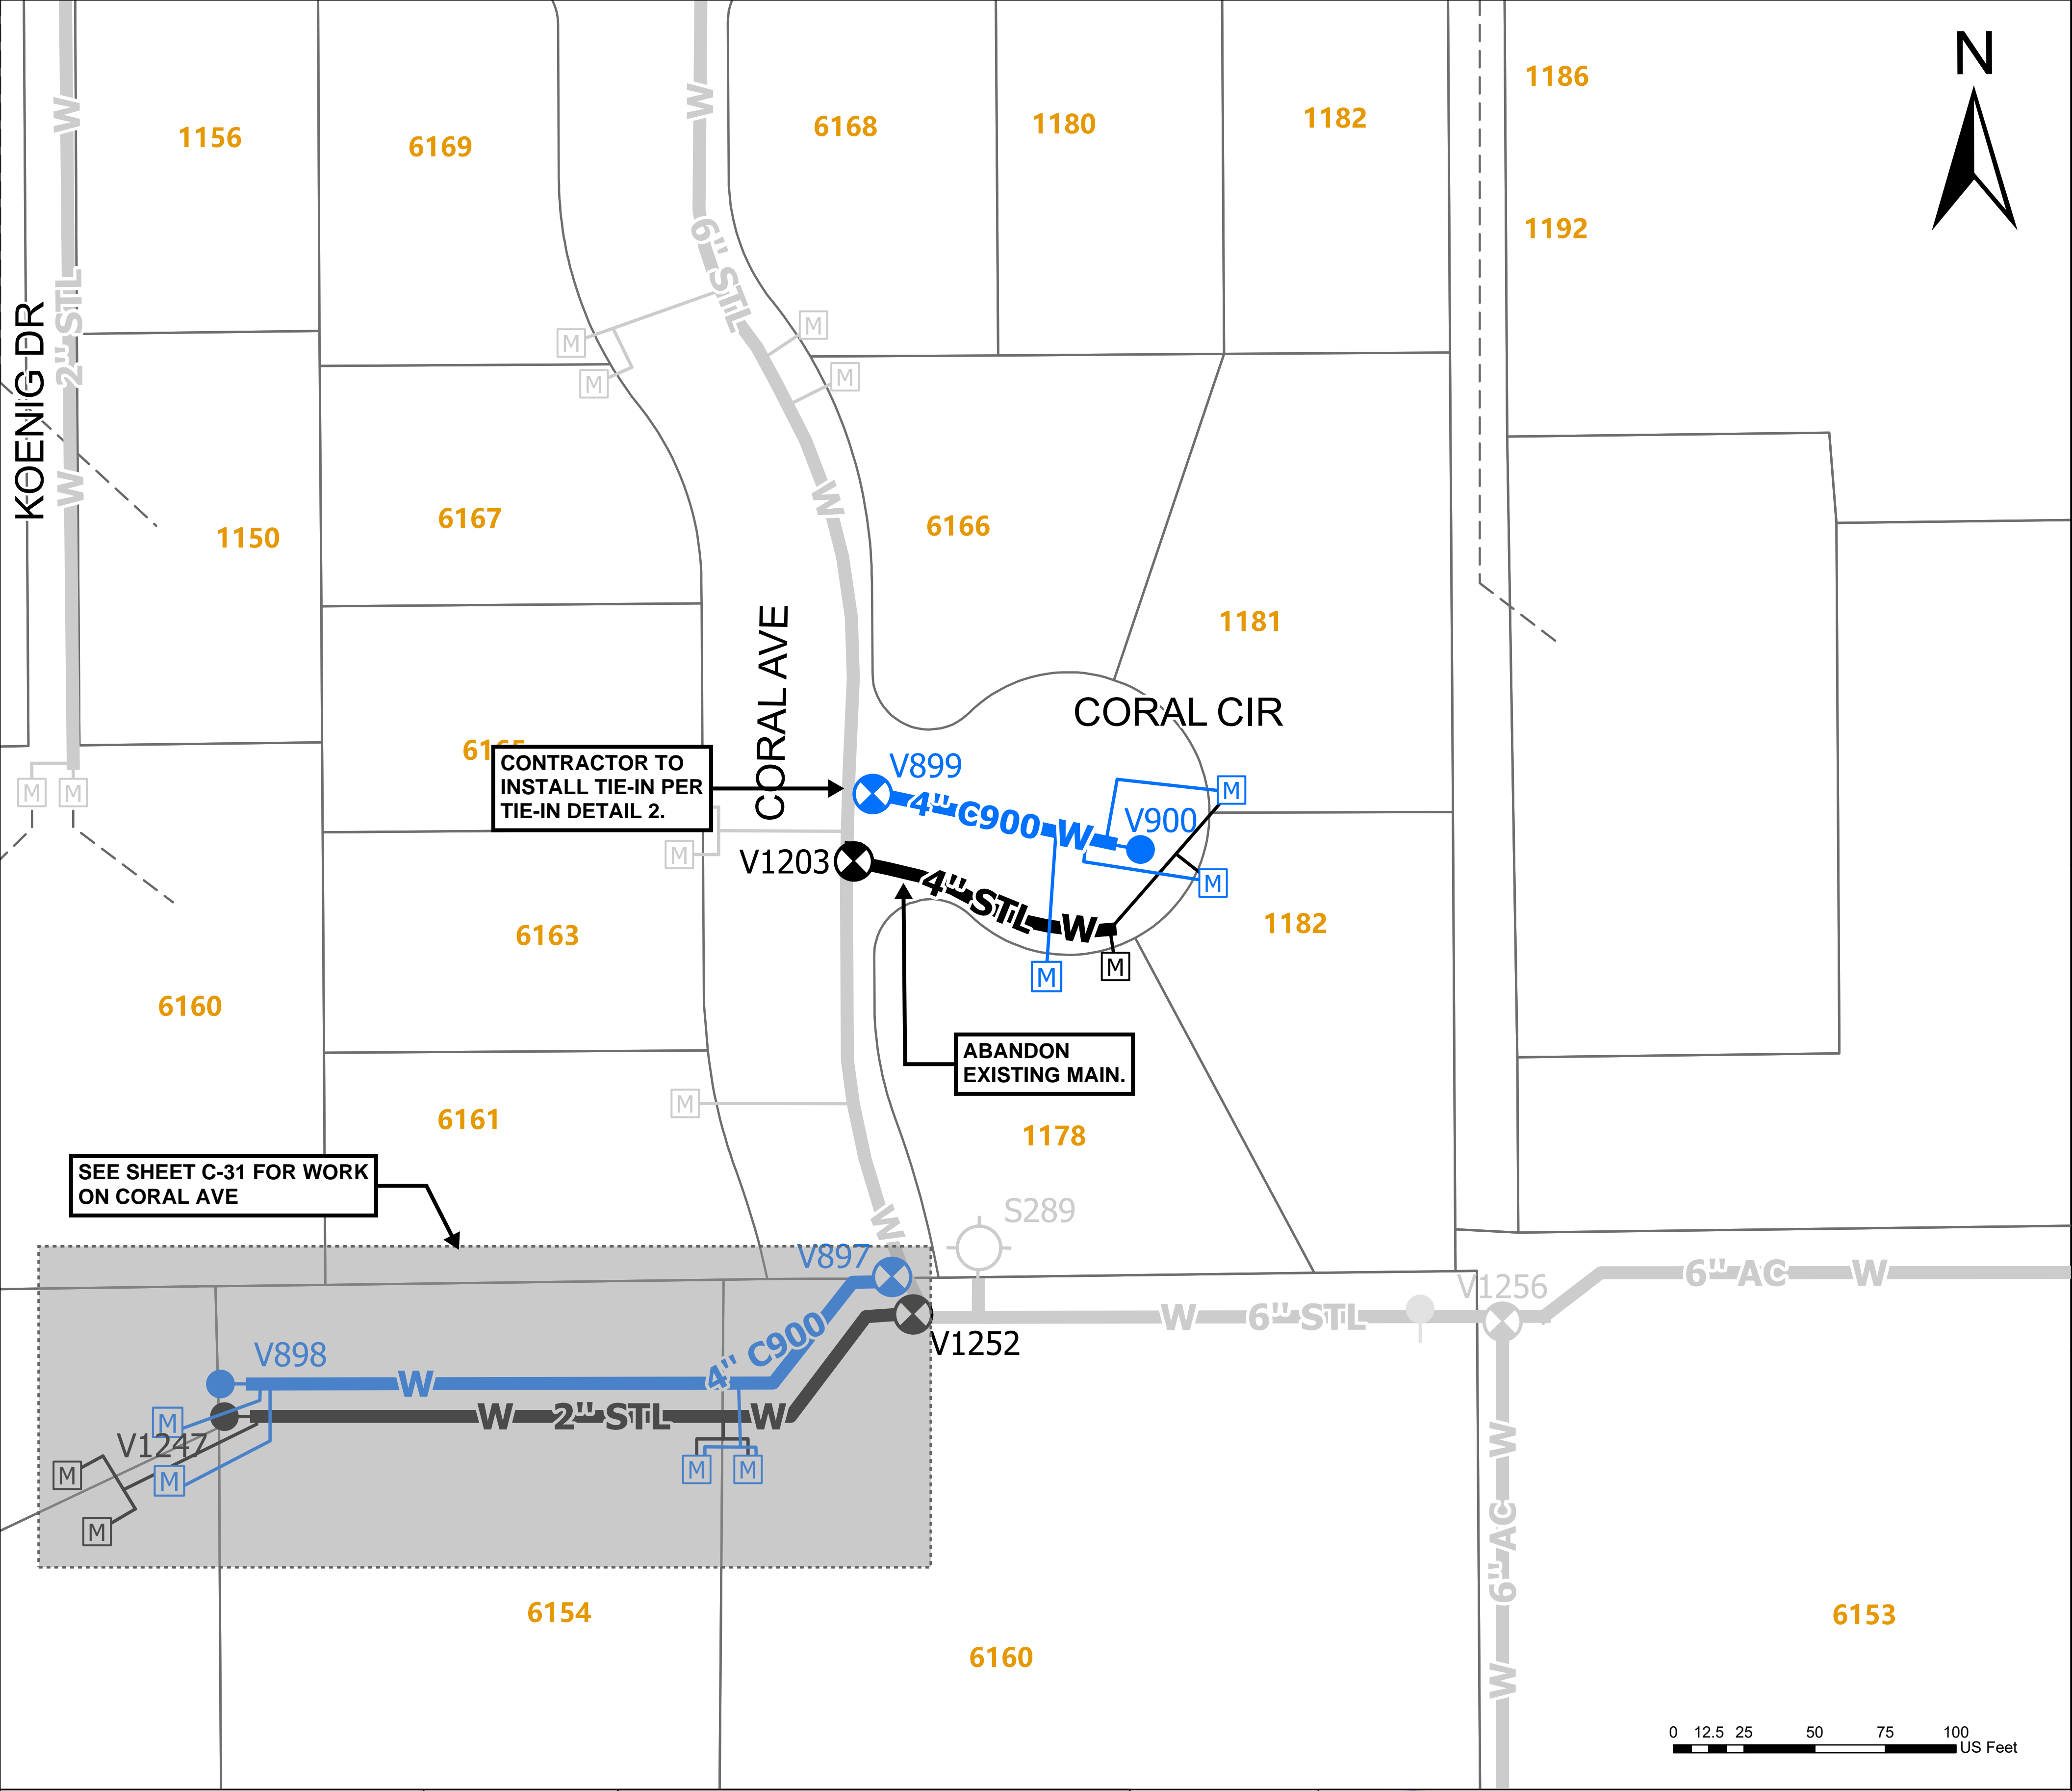 N
1186
1182
1180
6168
1156
6169
W
W
1192
6" STL
2" STL
KOENIG DR
M
M
M
M
W
W
6167
6166
1150
1181
CORAL AVE
CORAL CIR
CONTRACTOR TO
INSTALL TIE-IN PER
TIE-IN DETAIL 2.
V899
4" C900
W
V900
M
M
M
M
V1203
4" STL
W
M
M
M
1182
6163
6160
ABANDON
EXISTING MAIN.
M
6161
1178
SEE SHEET C-31 FOR WORK
ON CORAL AVE
S289
W
V897
V1256
6" AC
W
W
6" STL
V1252
V898
W
4" C900
W
2" STL
W
M
V1247
M
M
M
M
M
W
6" AC
W
6154
6153
6160
0 12.5 25 50 75 100
US Feet